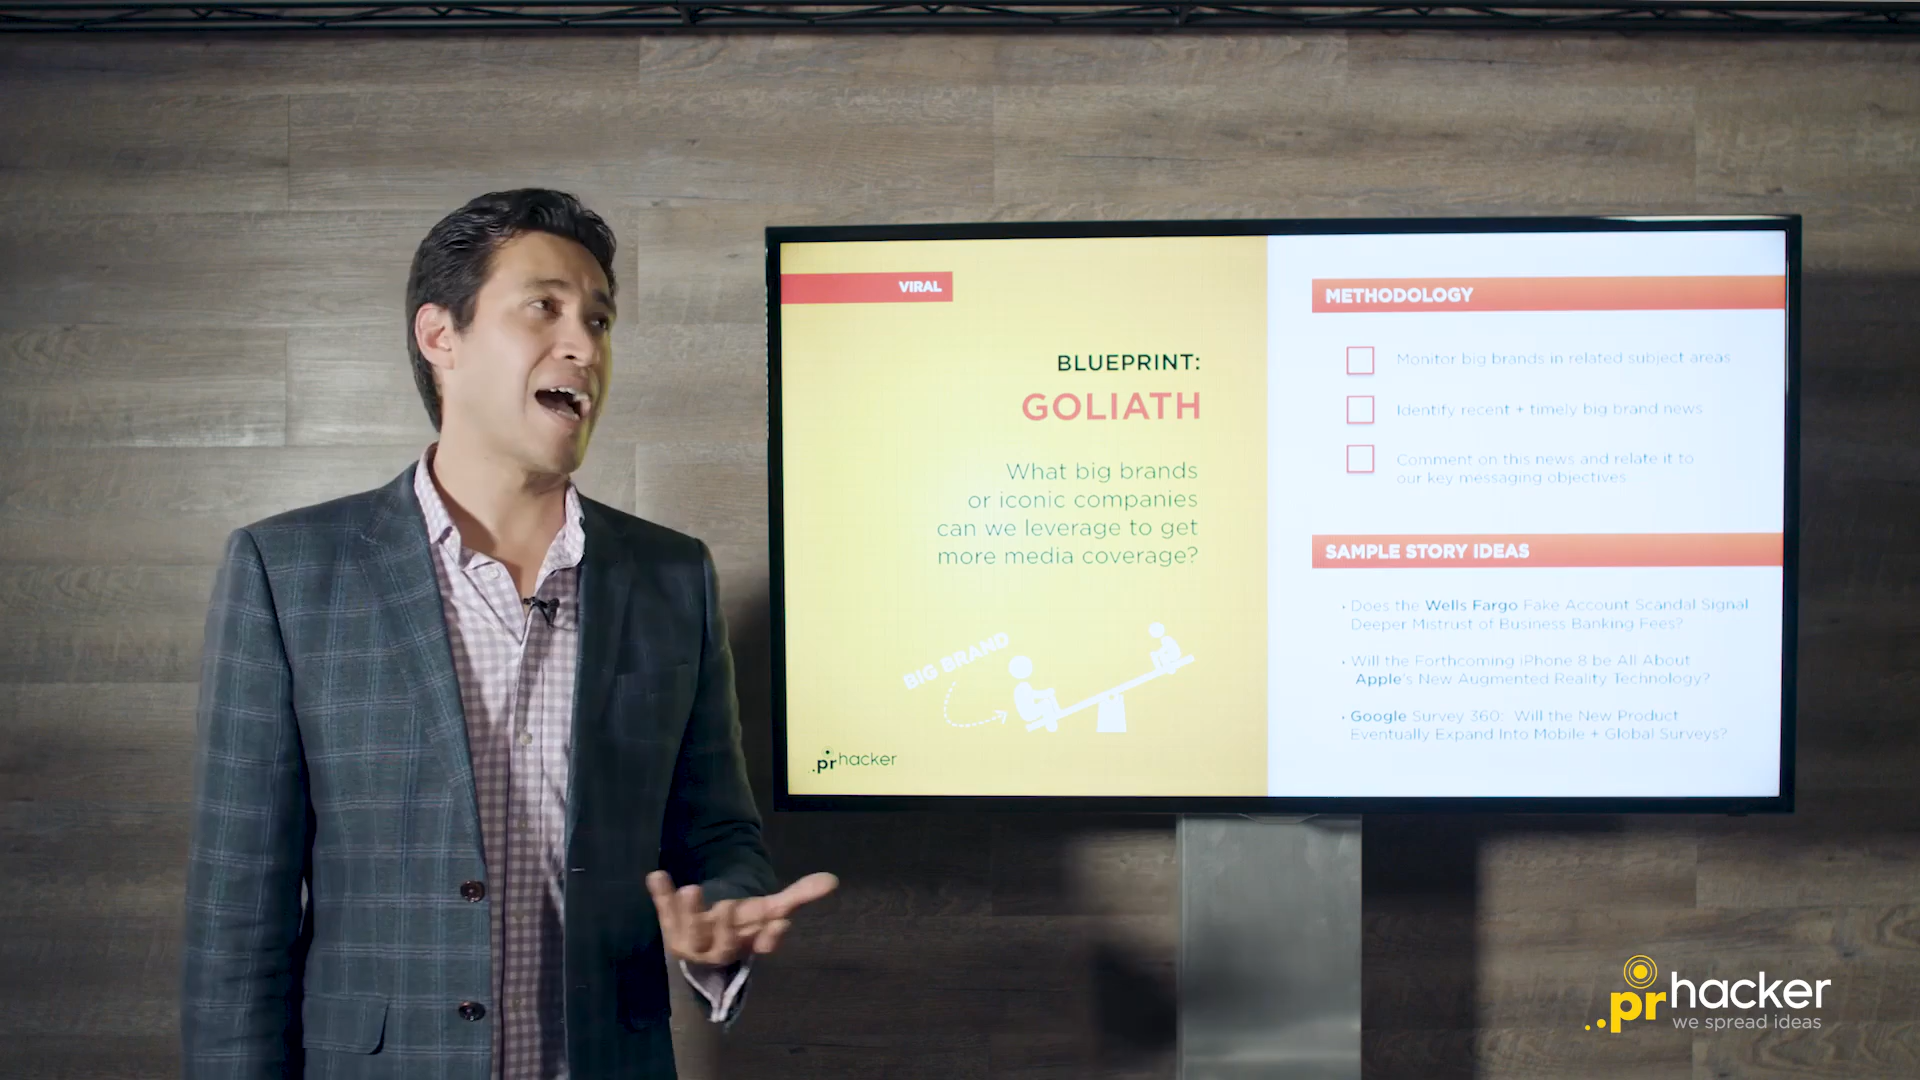 VIRAL
BLUEPRINT:
GOLIATH
What big brands
or iconic companies
can we leverage to get
more media coverage?
BIG BRAND
..prhacker
METHODOLOGY
Monitor big brands in related subject areas
Identify recent + timely big brand news
Comment on this news and relate it to
our key messaging objectives
SAMPLE STORY IDEAS
• Does the Wells Fargo Fake Account Scandal Signal
Deeper Mistrust of Business Banking Fees?
• Will the Forthcoming iPhone 8 be All About
Apple's New Augmented Reality Technology?
• Google Survey 360: Will the New Product
Eventually Expand Into Mobile + Global Surveys?
..prhacker
we spread ideas